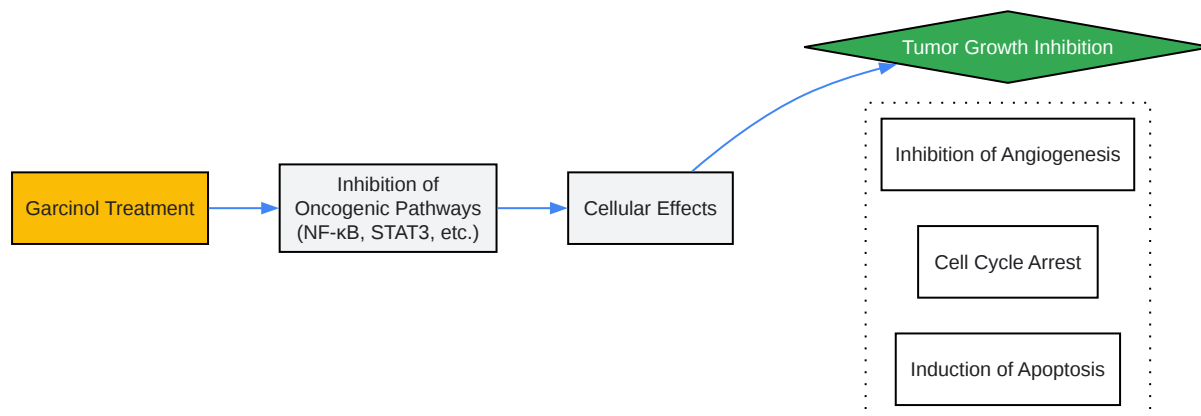 Tumor Growth Inhibition
Inhibition of Angiogenesis
Garcinol Treatment
Inhibition of
Oncogenic Pathways
(NF-κB, STAT3, etc.)
Cellular Effects
Cell Cycle Arrest
Induction of Apoptosis